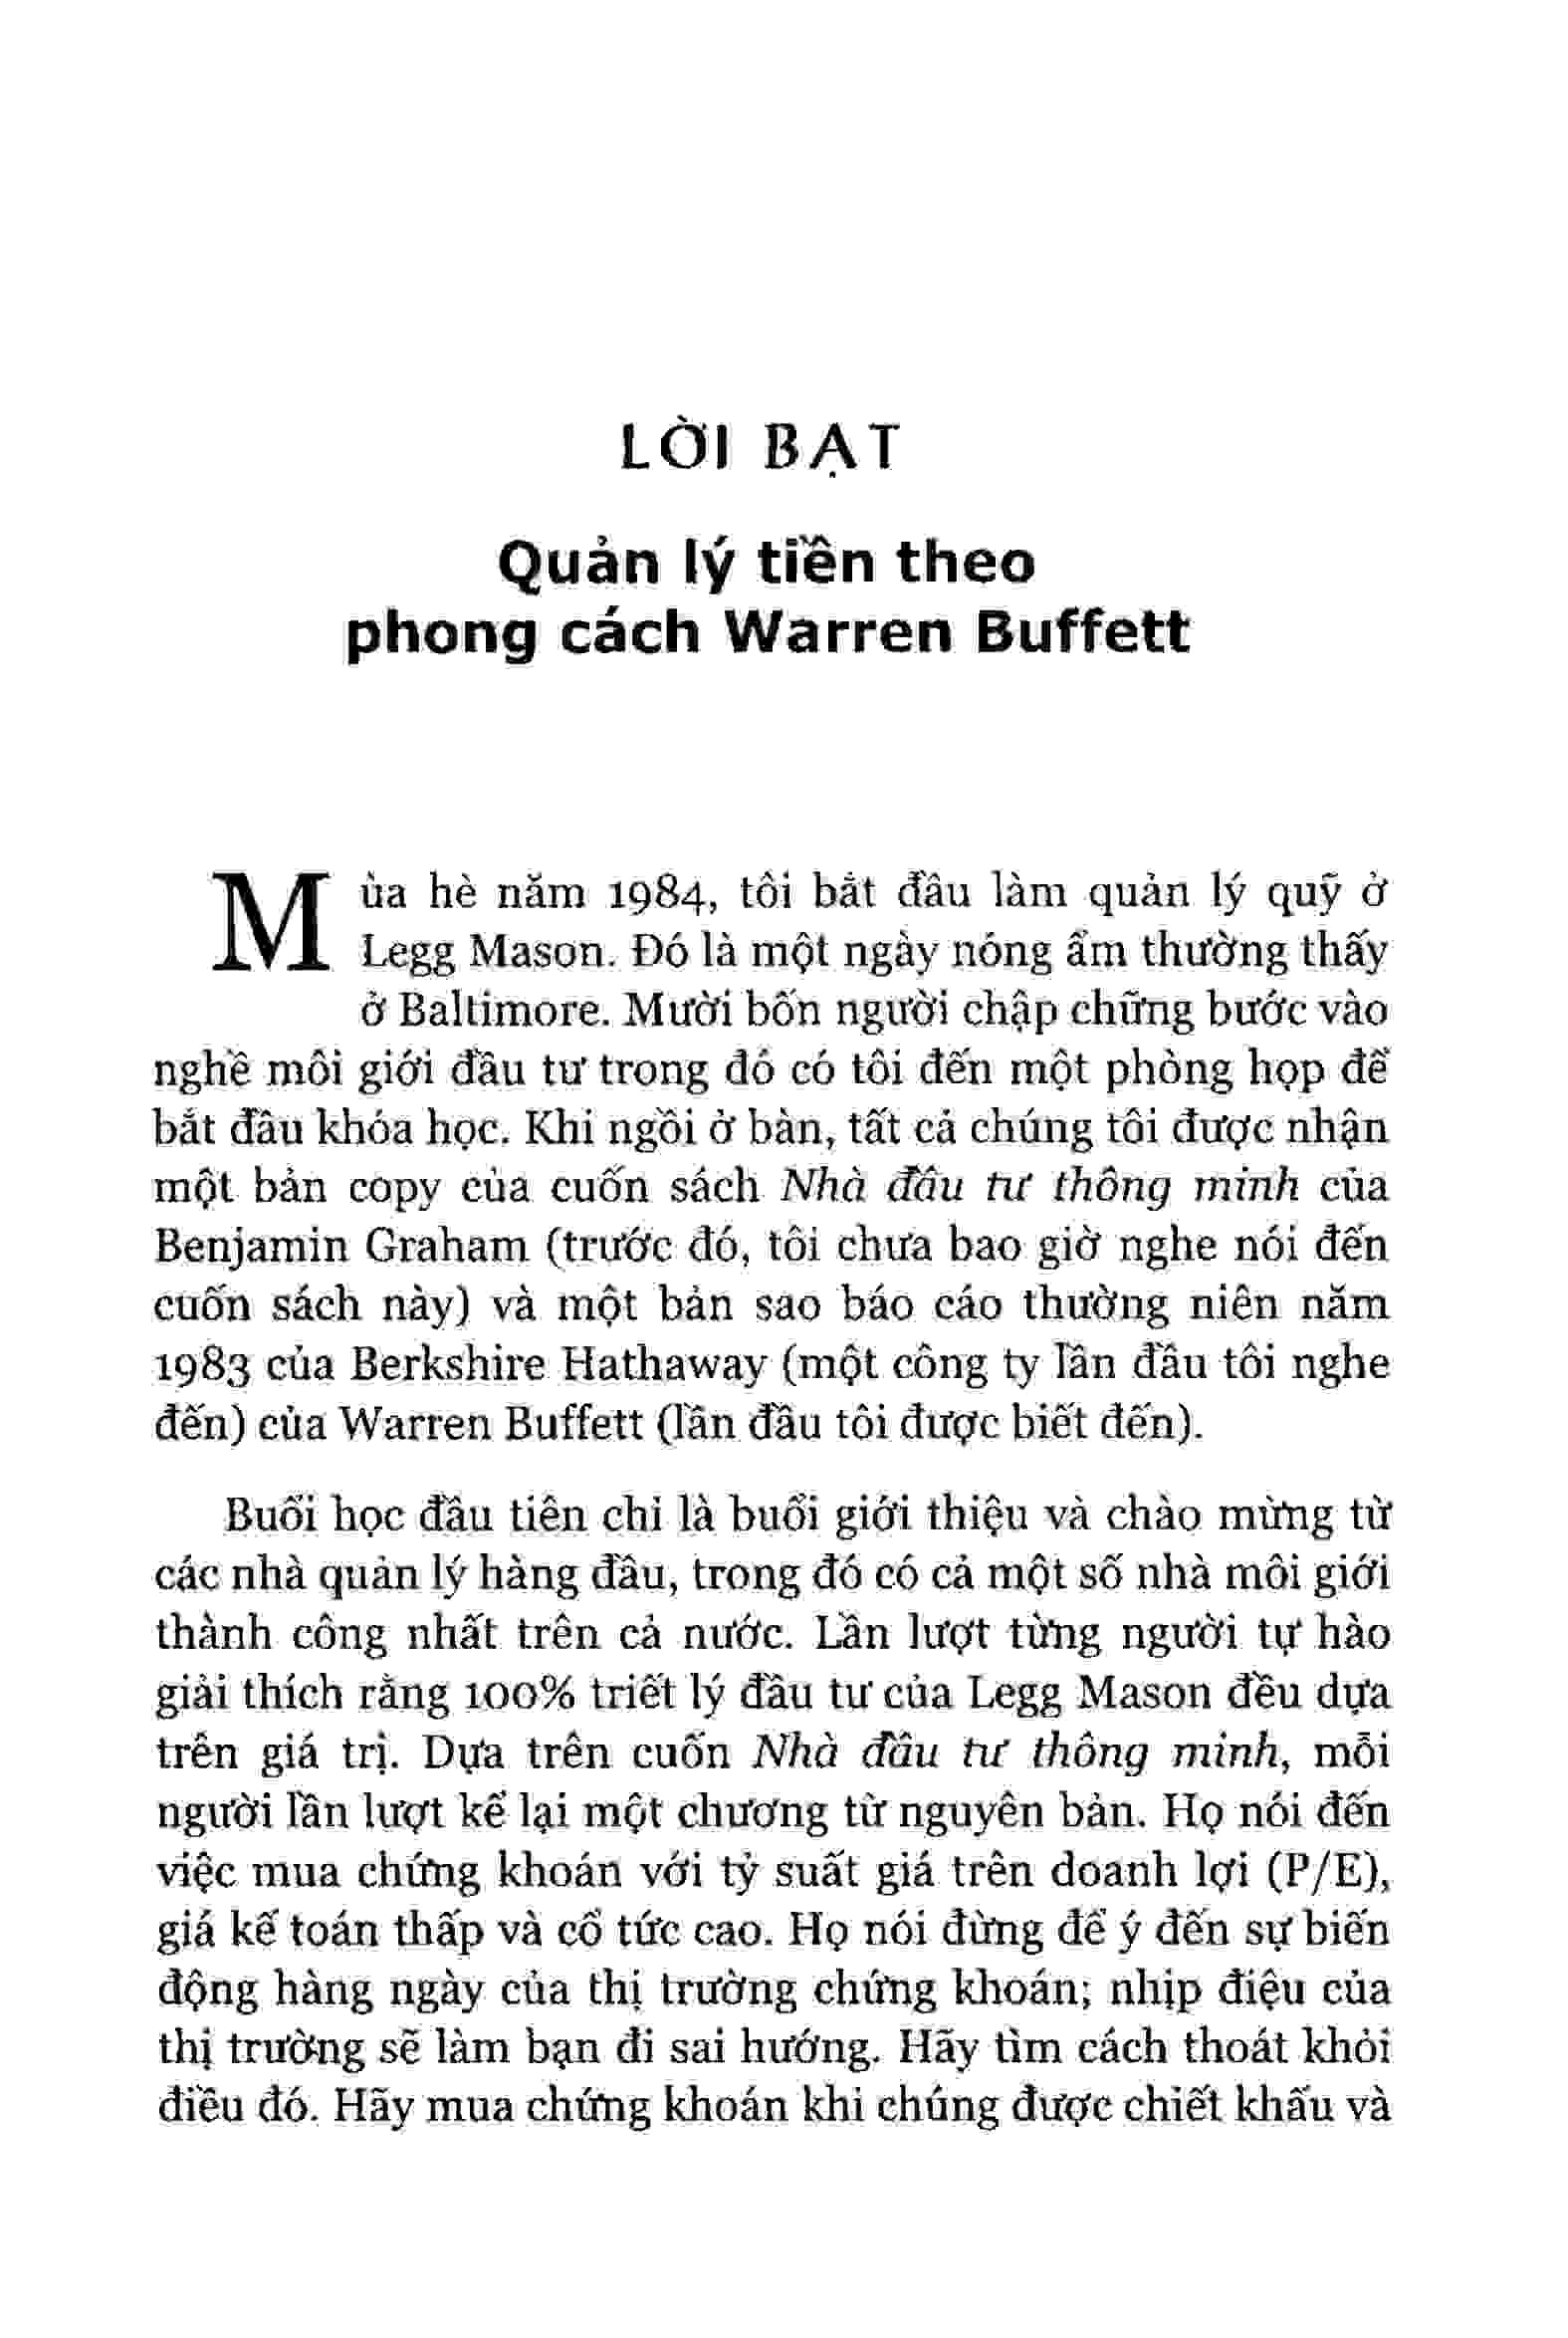 LỜI BẠT
Quản lý tiền theo
phong cách Warren Buffett
Mùa hè năm 1984, tôi bắt đầu làm quản lý quỹ ở
Legg Mason. Đó là một ngày nóng ẩm thường thấy
ở Baltimore. Mười bốn người chập chững bước vào
nghề môi giới đầu tư trong đó có tôi đến một phòng họp để
bắt đầu khóa học. Khi ngồi ở bàn, tất cả chúng tôi được nhận
một bản copy của cuốn sách Nhà đầu tư thông minh của
Benjamin Graham (trước đó, tôi chưa bao giờ nghe nói đến
cuốn sách này) và một bản sao báo cáo thường niên năm
1983 của Berkshire Hathaway (một công ty lần đầu tôi nghe
đến) của Warren Buffett (lần đầu tôi được biết đến).
Buổi học đầu tiên chỉ là buổi giới thiệu và chào mừng từ
các nhà quản lý hàng đầu, trong đó có cả một số nhà môi giới
thành công nhất trên cả nước. Lần lượt từng người tự hào
giải thích rằng 100% triết lý đầu tư của Legg Mason đều dựa
trên giá trị. Dựa trên cuốn Nhà đầu tư thông minh, mỗi
người lần lượt kể lại một chương từ nguyên bản. Họ nói đến
việc mua chứng khoán với tỷ suất giá trên doanh lợi (P/E),
giá kế toán thấp và cổ tức cao. Họ nói đừng để ý đến sự biến
động hàng ngày của thị trường chứng khoán; nhịp điệu của
thị trường sẽ làm bạn đi sai hướng. Hãy tìm cách thoát khỏi
điều đó. Hãy mua chứng khoán khi chúng được chiết khấu và